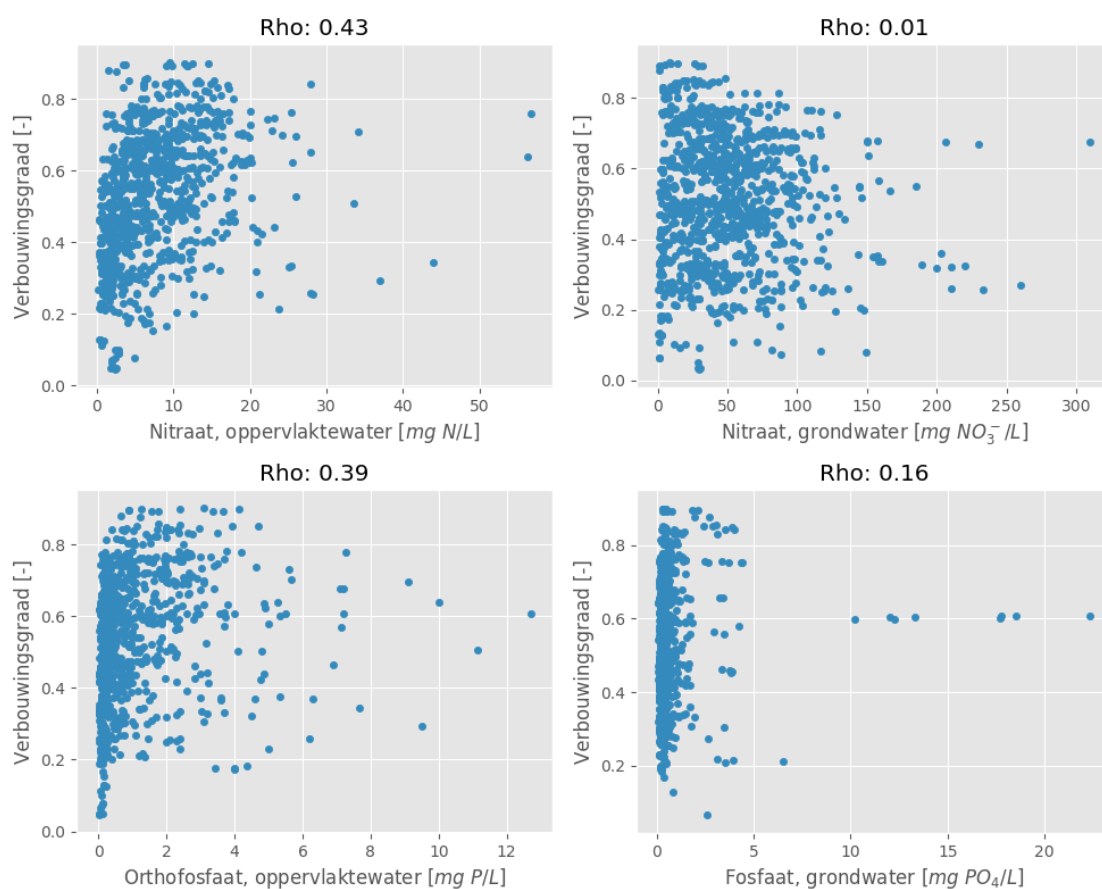 Rho: 0.43
Rho: 0.01
Verbouwingsgraad [-]
0.8
0.6
0.4
0.2
0.0
0 10 20 30 40 50
Nitraat, oppervlaktewater [mg N/L]
Verbouwingsgraad [-]
0.8
0.6
0.4
0.2
0.0
0 50 100 150 200 250 300
Nitraat, grondwater [mg NO₃⁻/L]
Rho: 0.39
Rho: 0.16
Verbouwingsgraad [-]
0.8
0.6
0.4
0.2
0.0
0 2 4 6 8 10 12
Orthofosfaat, oppervlaktewater [mg P/L]
Verbouwingsgraad [-]
0.8
0.6
0.4
0.2
0 5 10 15 20
Fosfaat, grondwater [mg PO₄/L]